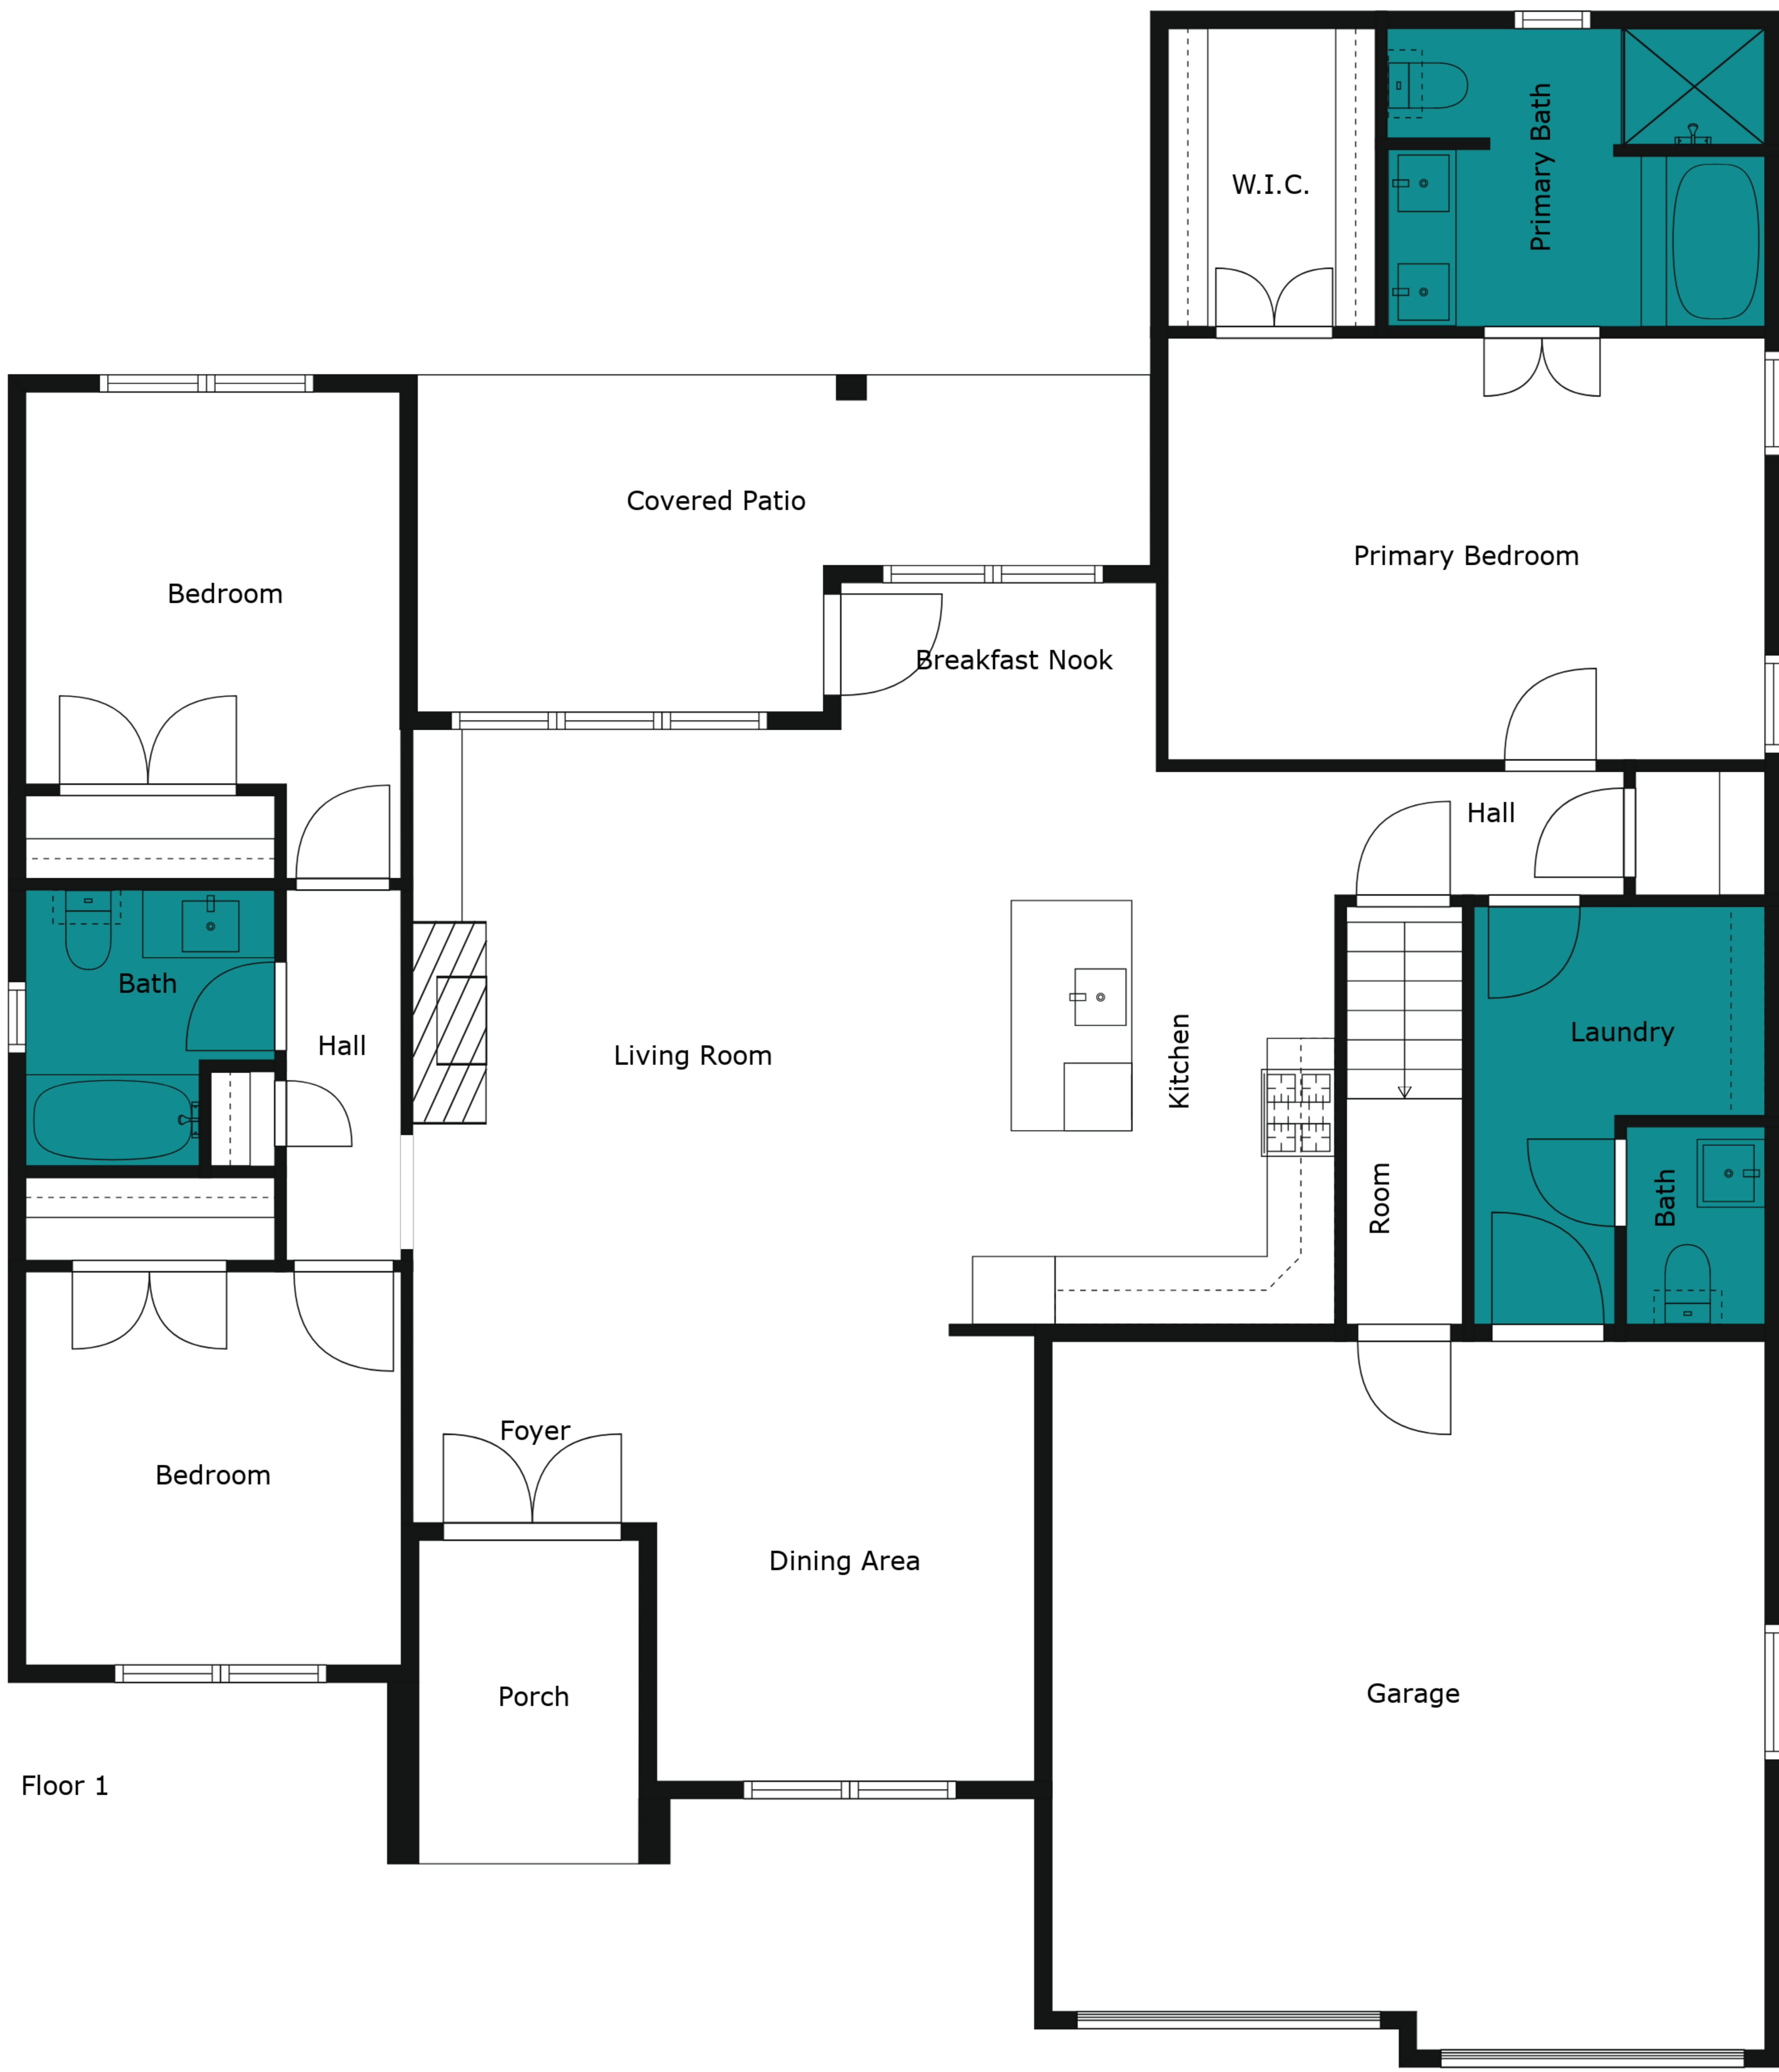 Primary Bath
W.I.C.
Covered Patio
Primary Bedroom
Bedroom
Breakfast Nook
Hall
Bath
Laundry
Hall
Living Room
Kitchen
Room
Bath
Foyer
Bedroom
Dining Area
Garage
Porch
Floor 1